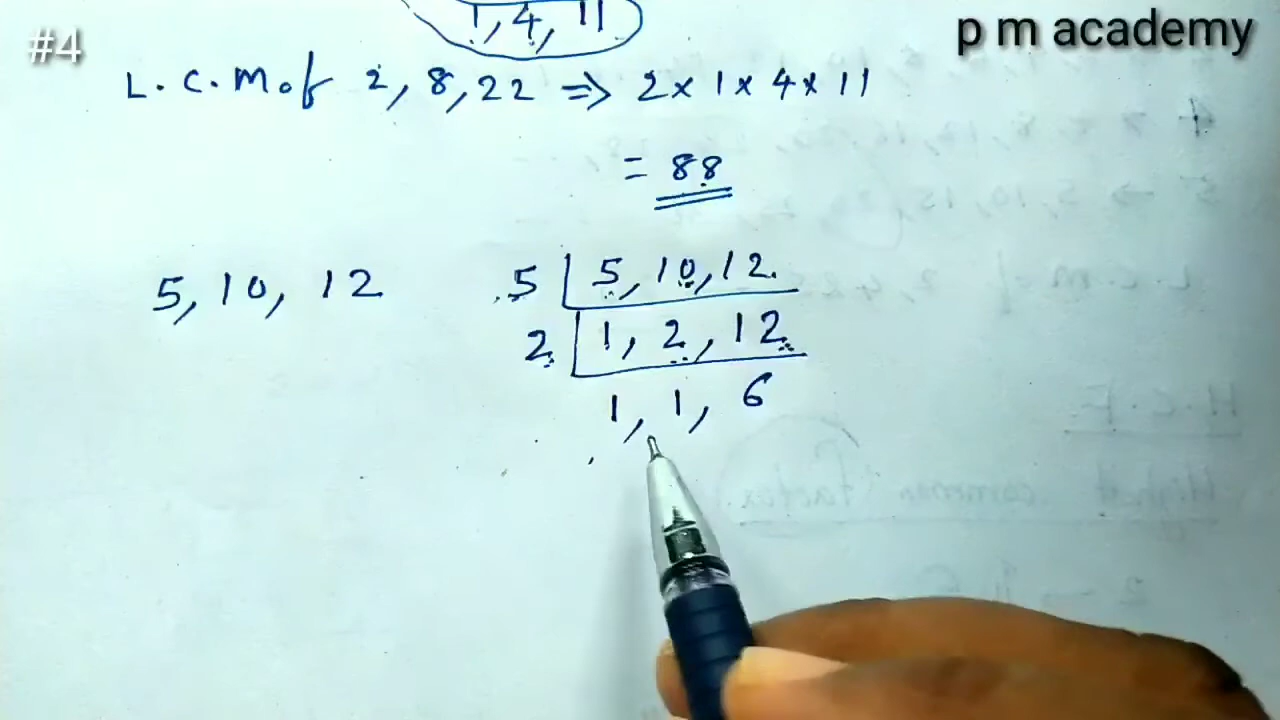 #4
p m academy
1, 4, 11
L.C.M of 2, 8, 22 => 2 x 1 x 4 x 11
= 88
5, 10, 12
5 | 5, 10, 12
2 | 1, 2, 12
1, 1, 6